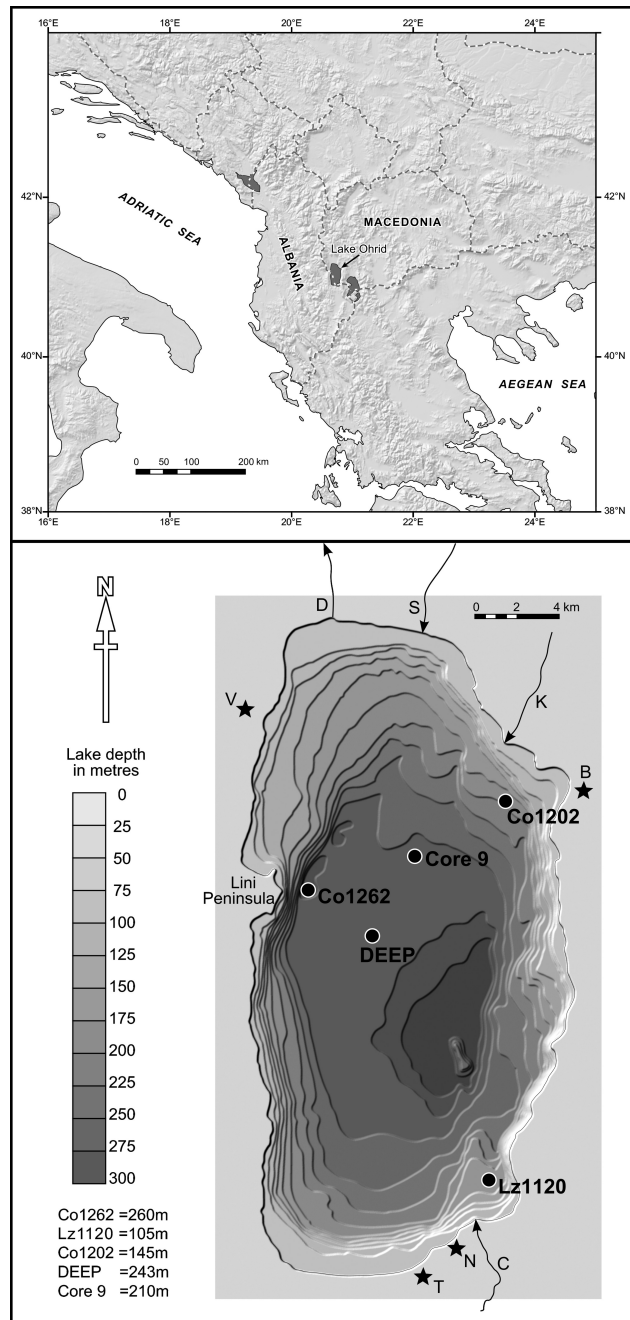 16°E
18°E
20°E
22°E
24°E
42°N
42°N
ADRIATIC SEA
MACEDONIA
ALBANIA
Lake Ohrid
40°N
40°N
AEGEAN SEA
0 50 100 200 km
38°N
38°N
16°E
18°E
20°E
22°E
24°E
N
D
S
0 2 4 km
K
V
B
Lake depth
in metres
0
25
50
75
100
125
150
175
200
225
250
275
300
Co1202
Core 9
Lini
Peninsula
Co1262
DEEP
Lz1120
N
C
T
Co1262 =260m
Lz1120 =105m
Co1202 =145m
DEEP =243m
Core 9 =210m